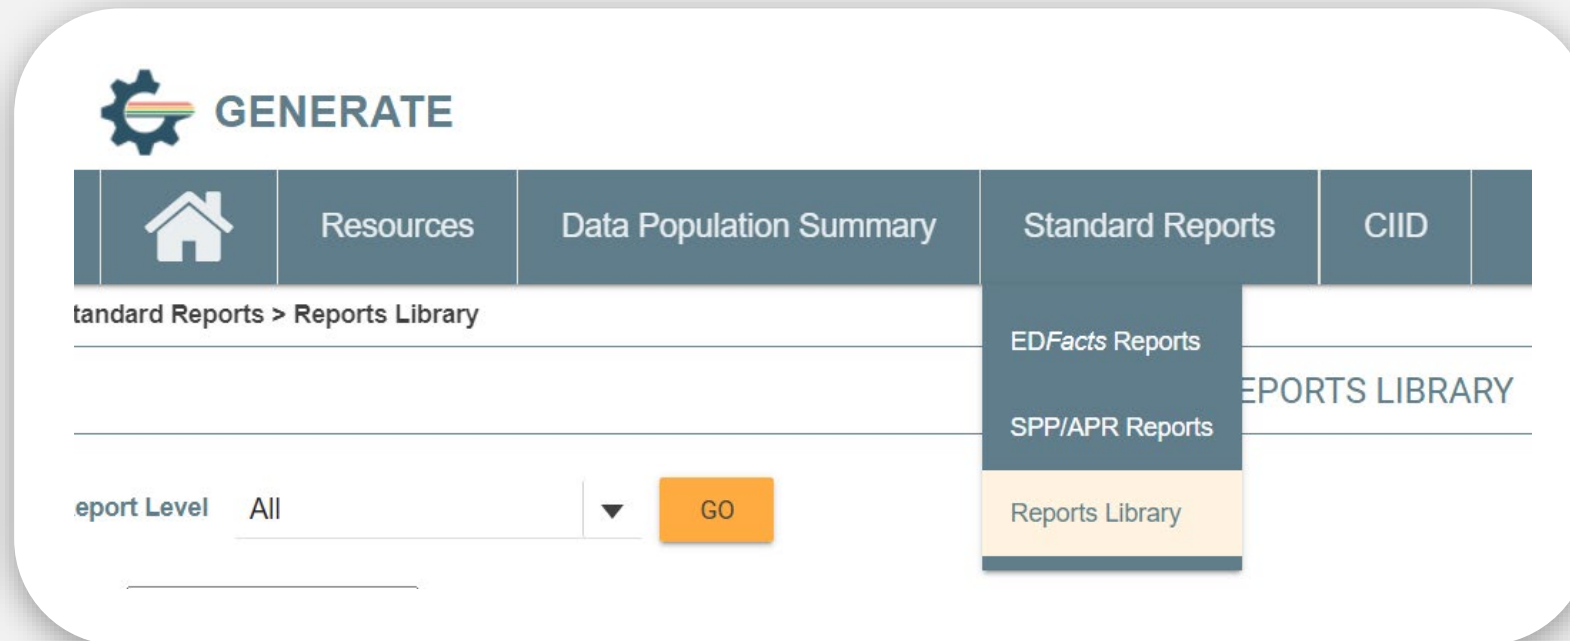 GENERATE
Resources Data Population Summary Standard Reports CIID
tandard Reports > Reports Library
EDFacts Reports
EPORTS LIBRARY
SPP/APR Reports
eport Level All GO
Reports Library